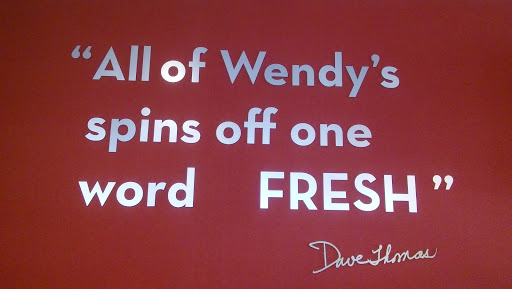 “All of Wendy’s
spins off one
word FRESH”
Dave Thomas